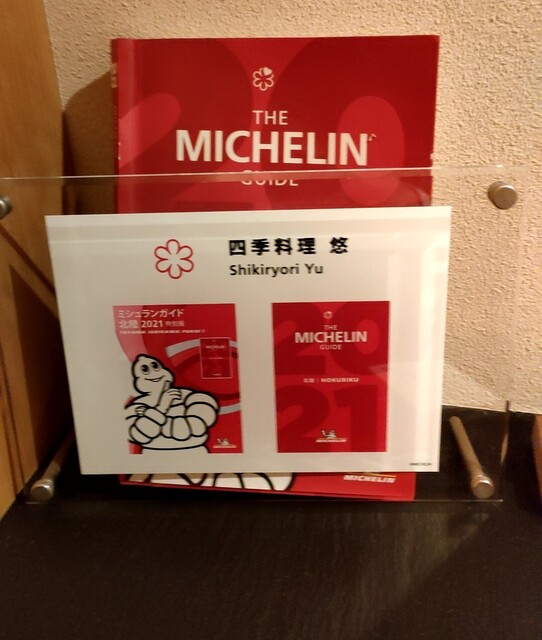 THE
MICHELIN
GUIDE
四季料理 悠
Shikiryori Yu
ミシュランガイド
北陸 2021 特別版
THE
MICHELIN
GUIDE
北陸 HOKURIKU
2021
MICHELIN